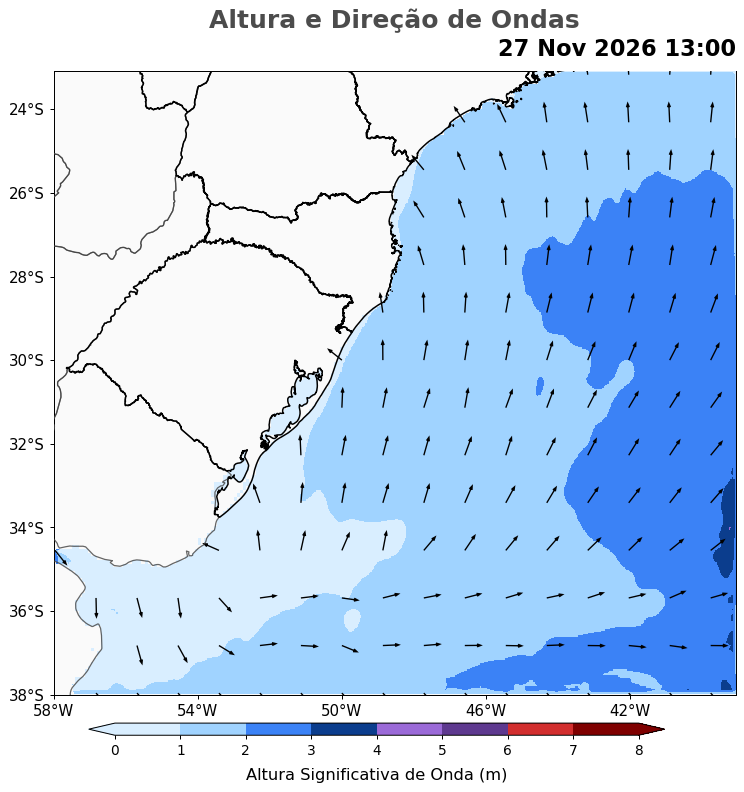 Altura e Direção de Ondas
27 Nov 2026 13:00
24°S
26°S
28°S
30°S
32°S
34°S
36°S
38°S
58°W 54°W 50°W 46°W 42°W
0 1 2 3 4 5 6 7 8
Altura Significativa de Onda (m)